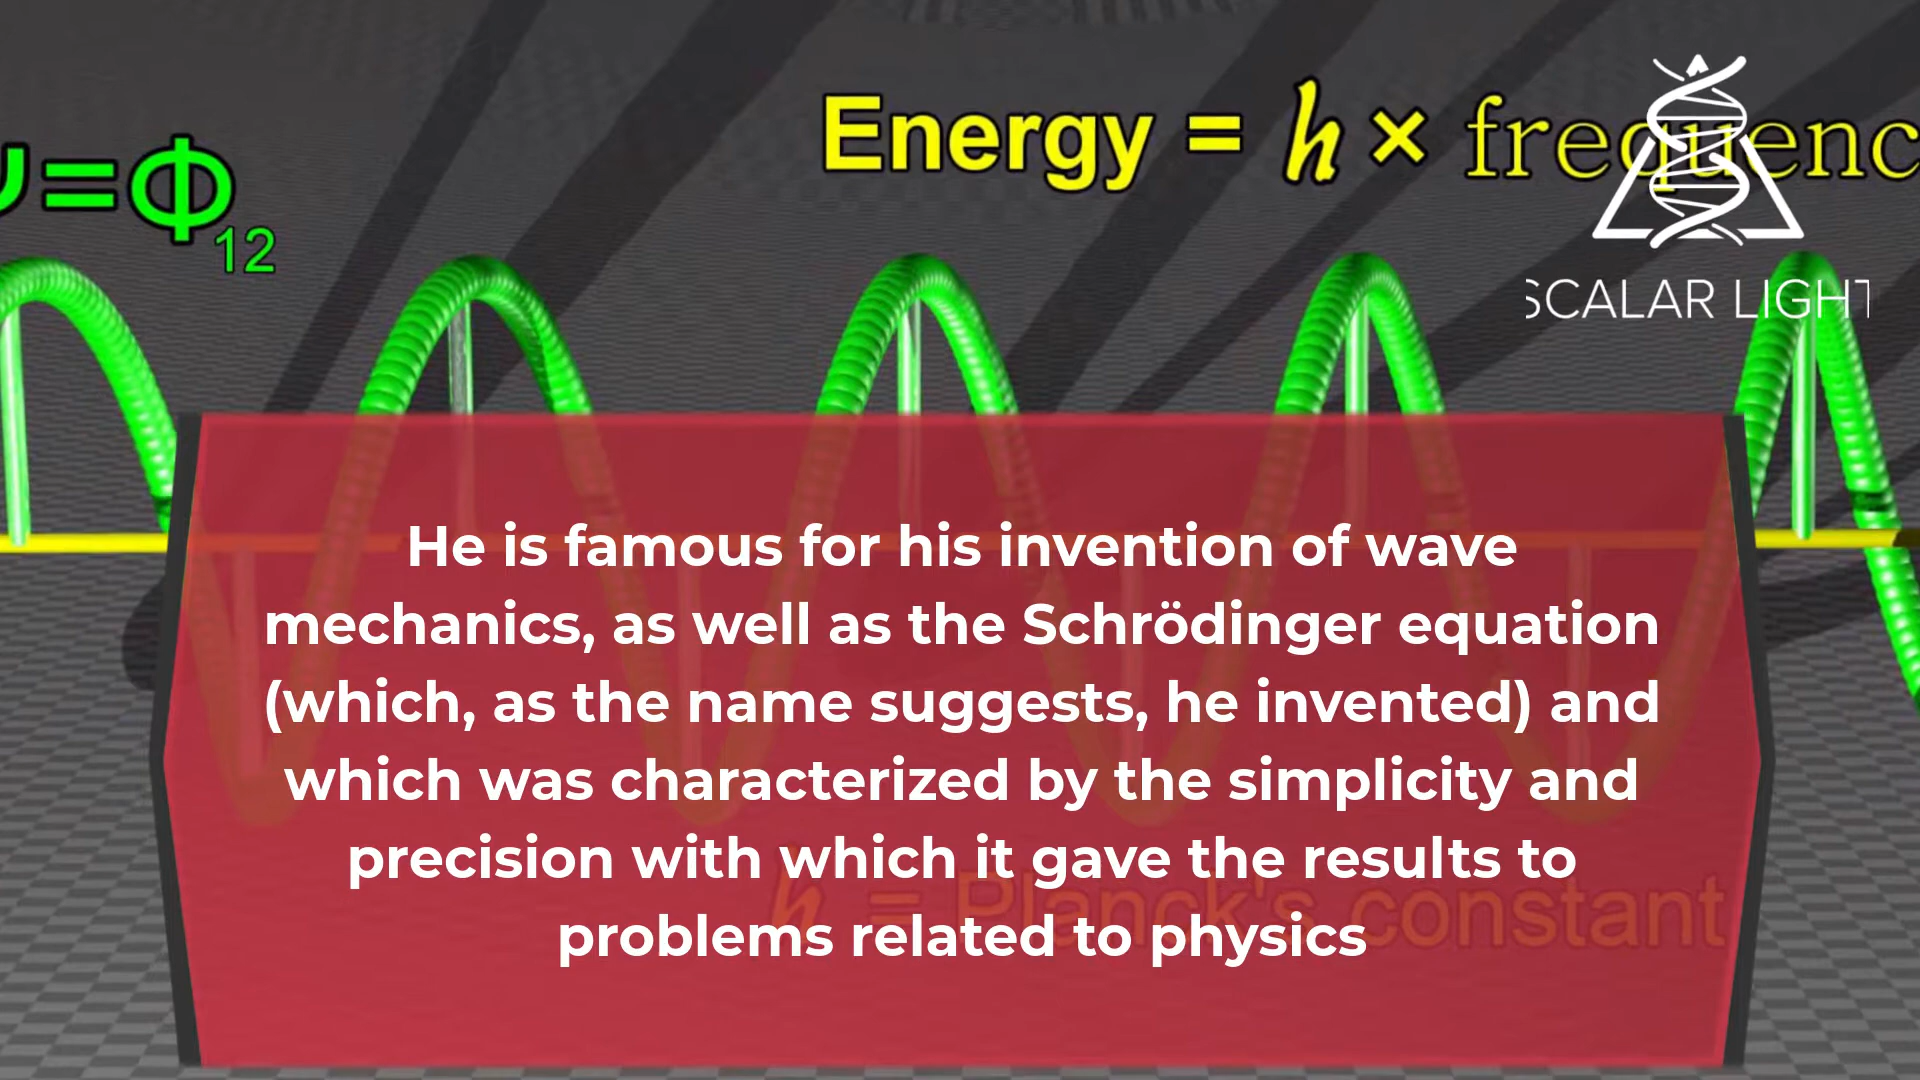 Energy = h × frequenc
ν=Φ
12
SCALAR LIGHT
He is famous for his invention of wave
mechanics, as well as the Schrödinger equation
(which, as the name suggests, he invented) and
which was characterized by the simplicity and
precision with which it gave the results to
problems related to physics
h = Planck's constant